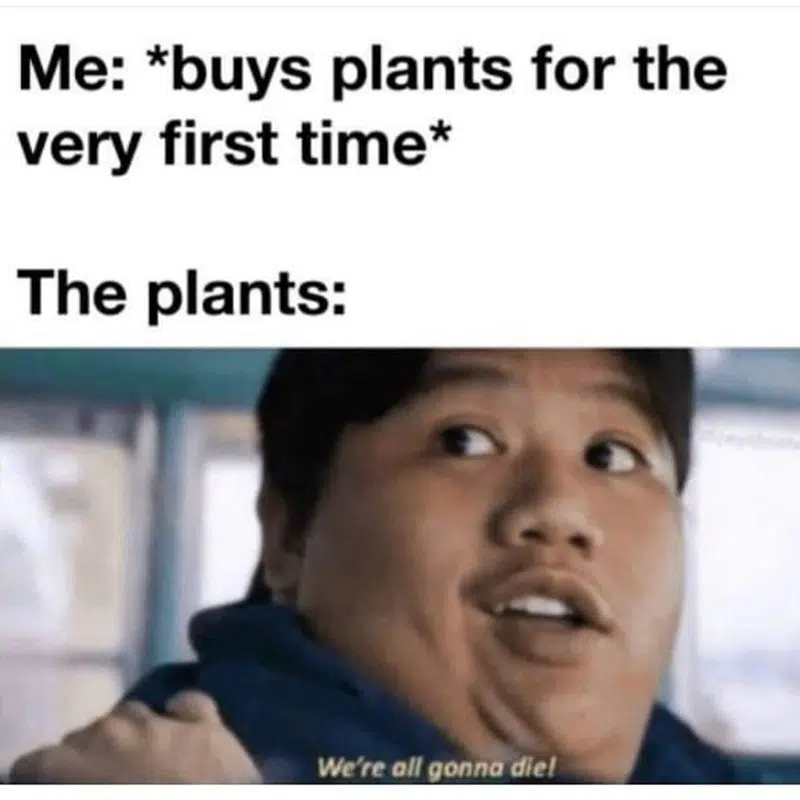 Me: *buys plants for the
very first time*
The plants:
We're all gonna die!